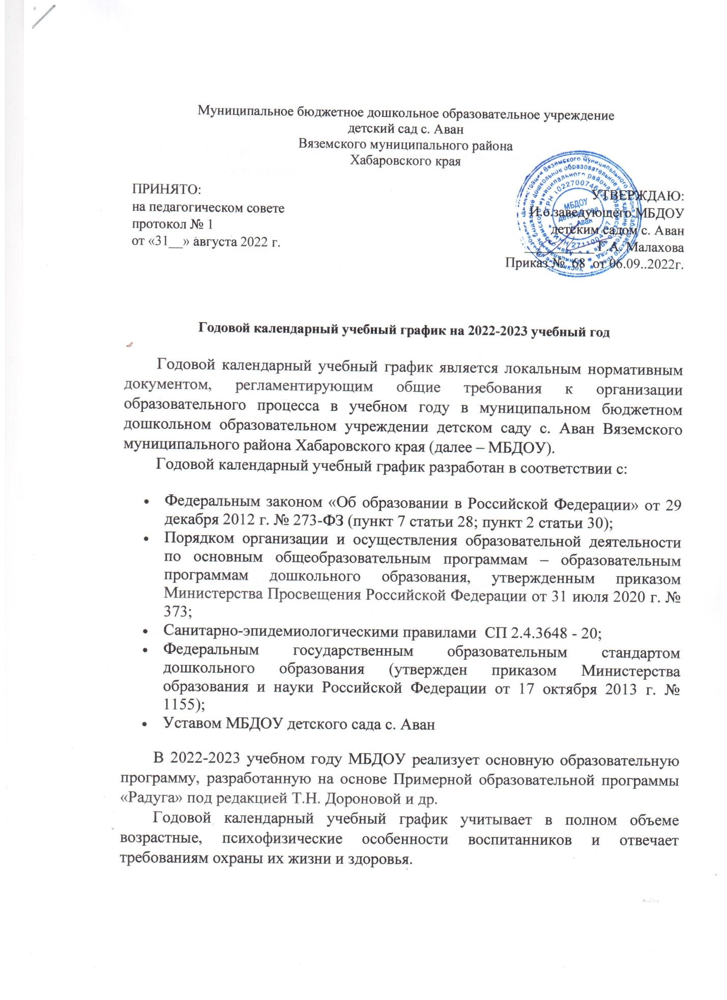 Муниципальное бюджетное дошкольное образовательное учреждение
детский сад с. Аван
Вяземского муниципального района
Хабаровского края
ПРИНЯТО:
на педагогическом совете
протокол № 1
от «31__» августа 2022 г.
УТВЕРЖДАЮ:
И.о.заведующего МБДОУ
детским садом с. Аван
__________ Г.А. Малахова
Приказ № 68 от 06.09..2022г.
МБДОУ
детский сад
с. Аван
Годовой календарный учебный график на 2022-2023 учебный год
Годовой календарный учебный график является локальным нормативным
документом, регламентирующим общие требования к организации
образовательного процесса в учебном году в муниципальном бюджетном
дошкольном образовательном учреждении детском саду с. Аван Вяземского
муниципального района Хабаровского края (далее – МБДОУ).
Годовой календарный учебный график разработан в соответствии с:
• Федеральным законом «Об образовании в Российской Федерации» от 29
декабря 2012 г. № 273-ФЗ (пункт 7 статьи 28; пункт 2 статьи 30);
• Порядком организации и осуществления образовательной деятельности
по основным общеобразовательным программам – образовательным
программам дошкольного образования, утвержденным приказом
Министерства Просвещения Российской Федерации от 31 июля 2020 г. №
373;
• Санитарно-эпидемиологическими правилами СП 2.4.3648 - 20;
• Федеральным государственным образовательным стандартом
дошкольного образования (утвержден приказом Министерства
образования и науки Российской Федерации от 17 октября 2013 г. №
1155);
• Уставом МБДОУ детского сада с. Аван
В 2022-2023 учебном году МБДОУ реализует основную образовательную
программу, разработанную на основе Примерной образовательной программы
«Радуга» под редакцией Т.Н. Дороновой и др.
Годовой календарный учебный график учитывает в полном объеме
возрастные, психофизические особенности воспитанников и отвечает
требованиям охраны их жизни и здоровья.